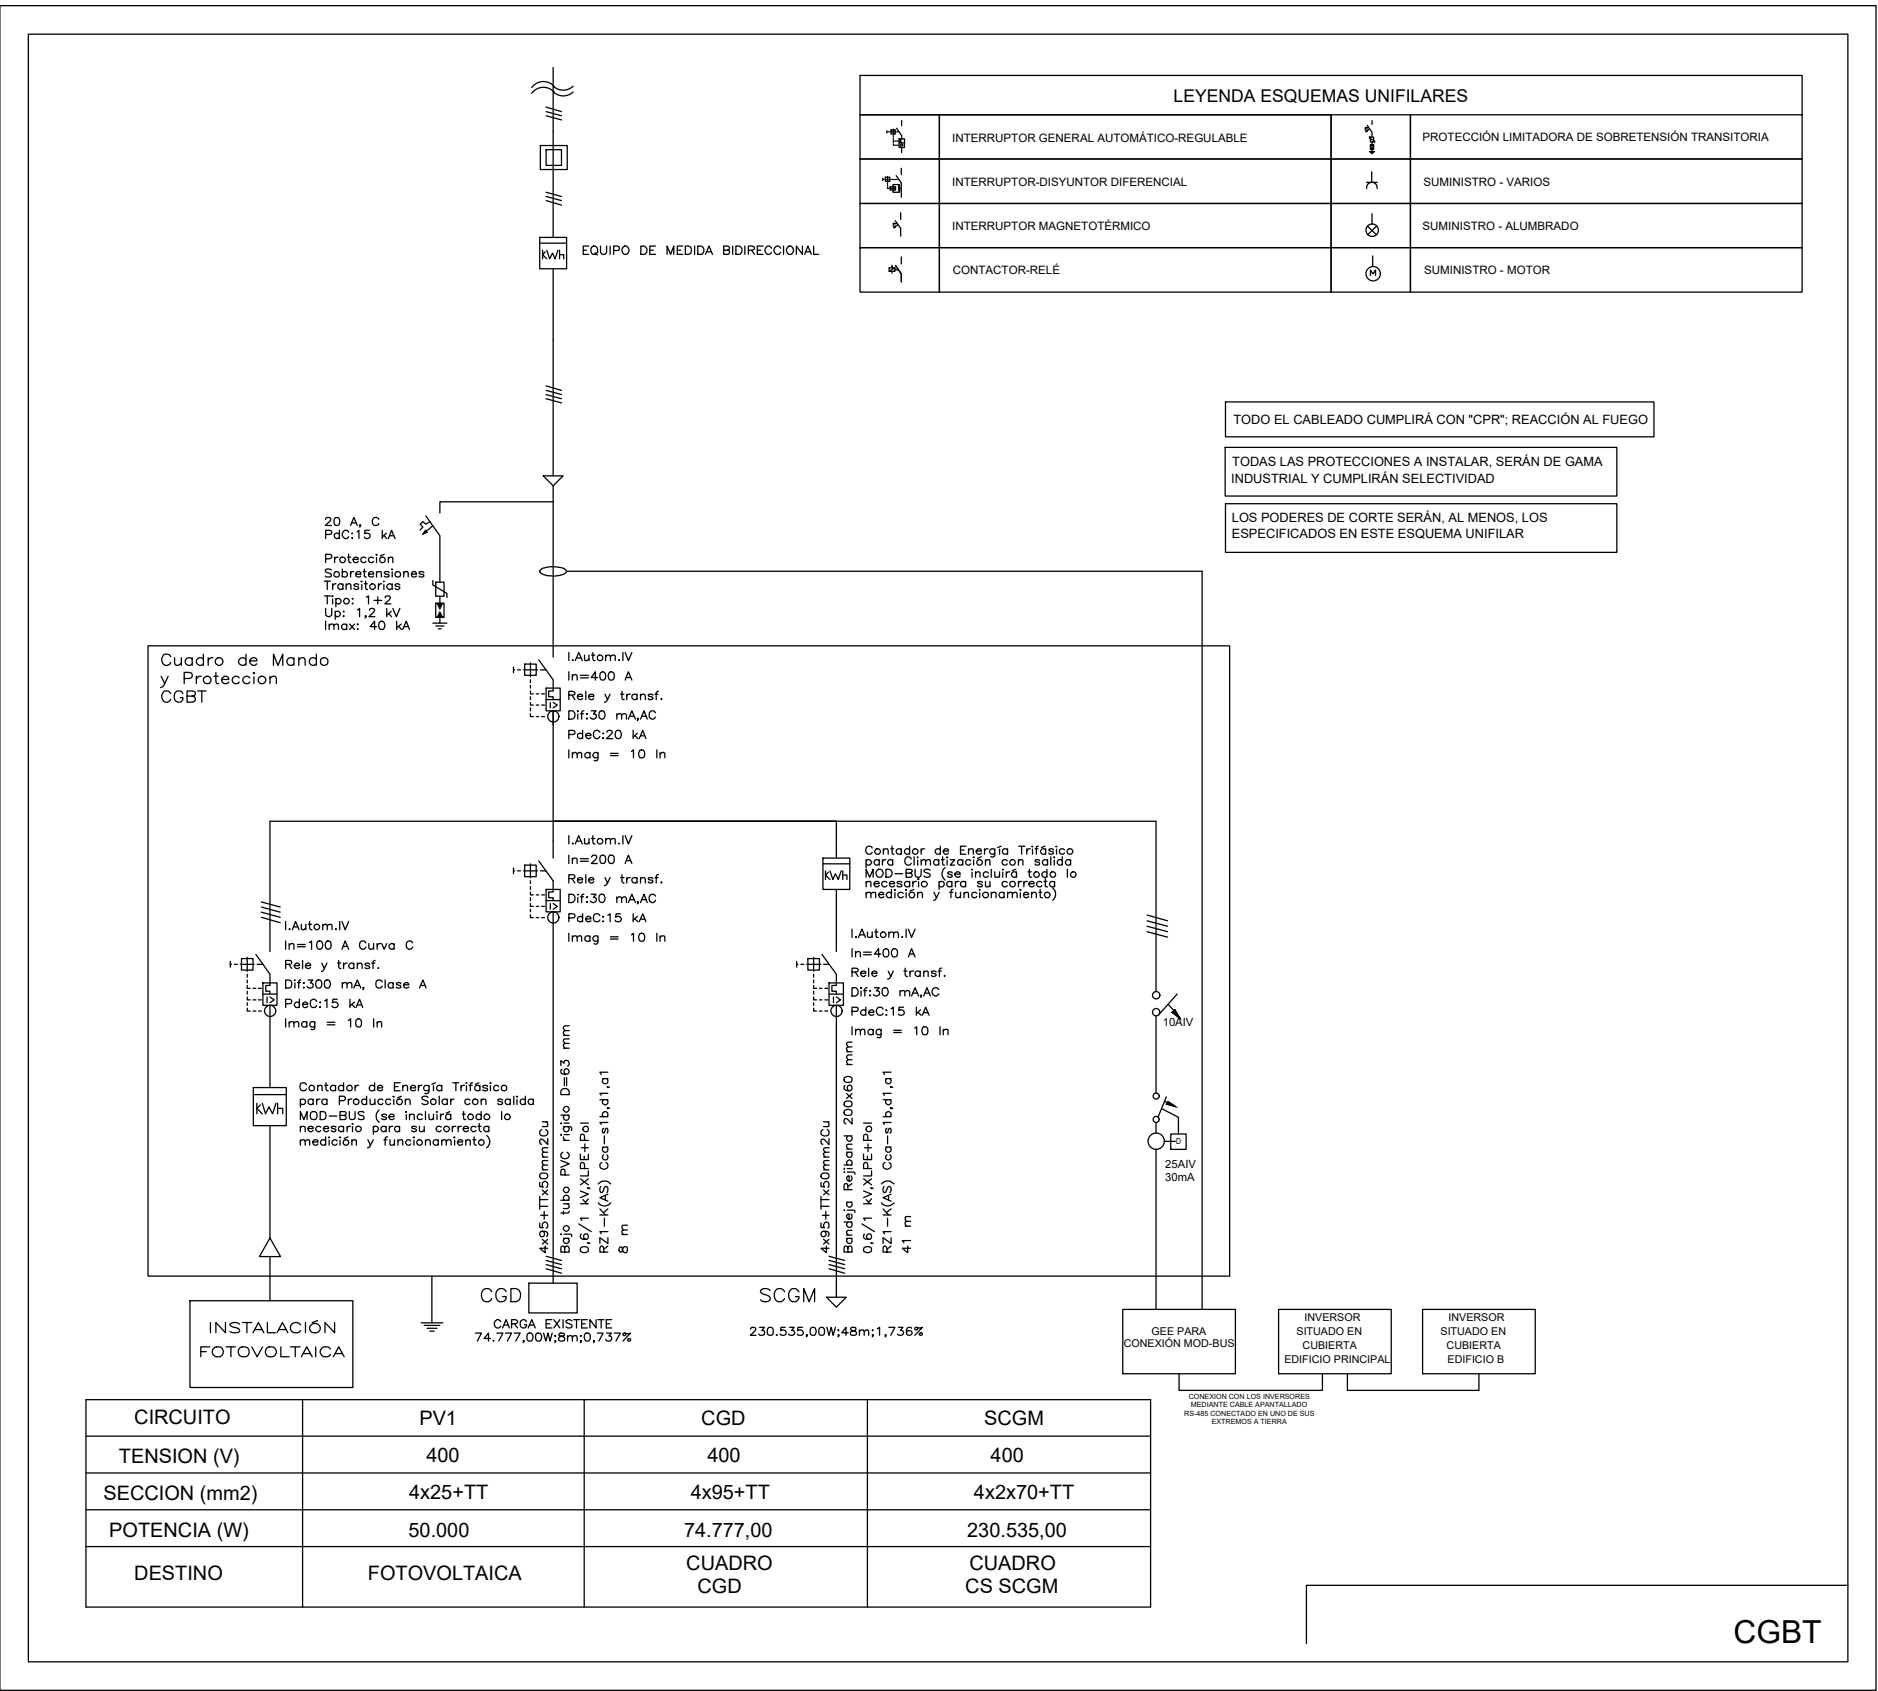 LEYENDA ESQUEMAS UNIFILARES
INTERRUPTOR GENERAL AUTOMÁTICO-REGULABLE
PROTECCIÓN LIMITADORA DE SOBRETENSIÓN TRANSITORIA
INTERRUPTOR-DISYUNTOR DIFERENCIAL
SUMINISTRO - VARIOS
INTERRUPTOR MAGNETOTÉRMICO
SUMINISTRO - ALUMBRADO
CONTACTOR-RELÉ
M
SUMINISTRO - MOTOR
KWh
EQUIPO DE MEDIDA BIDIRECCIONAL
TODO EL CABLEADO CUMPLIRÁ CON "CPR"; REACCIÓN AL FUEGO
TODAS LAS PROTECCIONES A INSTALAR, SERÁN DE GAMA
INDUSTRIAL Y CUMPLIRÁN SELECTIVIDAD
LOS PODERES DE CORTE SERÁN, AL MENOS, LOS
ESPECIFICADOS EN ESTE ESQUEMA UNIFILAR
20 A, C
PdC:15 kA
Protección
Sobretensiones
Transitorias
Tipo: 1+2
Up: 1,2 kV
Imax: 40 kA
Cuadro de Mando
y Proteccion
CGBT
I.Autom.IV
In=400 A
Rele y transf.
Dif:30 mA,AC
PdeC:20 kA
Imag = 10 In
I.Autom.IV
In=200 A
Rele y transf.
Dif:30 mA,AC
PdeC:15 kA
Imag = 10 In
KWh
Contador de Energía Trifásico
para Climatización con salida
MOD-BUS (se incluirá todo lo
necesario para su correcta
medición y funcionamiento)
I.Autom.IV
In=100 A Curva C
Rele y transf.
Dif:300 mA, Clase A
PdeC:15 kA
Imag = 10 In
I.Autom.IV
In=400 A
Rele y transf.
Dif:30 mA,AC
PdeC:15 kA
Imag = 10 In
10AIV
KWh
Contador de Energía Trifásico
para Producción Solar con salida
MOD-BUS (se incluirá todo lo
necesario para su correcta
medición y funcionamiento)
4x95+TTx50mm2Cu
Bajo tubo PVC rigido D=63 mm
0,6/1 kV,XLPE+Pol
RZ1-K(AS) Cca-s1b,d1,a1
8 m
4x95+TTx50mm2Cu
Bandeja Rejiband 200x60 mm
0,6/1 kV,XLPE+Pol
RZ1-K(AS) Cca-s1b,d1,a1
41 m
D
25AIV
30mA
INSTALACIÓN
FOTOVOLTAICA
CGD
CARGA EXISTENTE
74.777,00W;8m;0,737%
SCGM
230.535,00W;48m;1,736%
GEE PARA
CONEXIÓN MOD-BUS
INVERSOR
SITUADO EN
CUBIERTA
EDIFICIO PRINCIPAL
INVERSOR
SITUADO EN
CUBIERTA
EDIFICIO B
CONEXION CON LOS INVERSORES
MEDIANTE CABLE APANTALLADO
RS-485 CONECTADO EN UNO DE SUS
EXTREMOS A TIERRA
CIRCUITO PV1 CGD SCGM
TENSION (V) 400 400 400
SECCION (mm2) 4x25+TT 4x95+TT 4x2x70+TT
POTENCIA (W) 50.000 74.777,00 230.535,00
DESTINO FOTOVOLTAICA CUADRO CGD CUADRO CS SCGM
CGBT